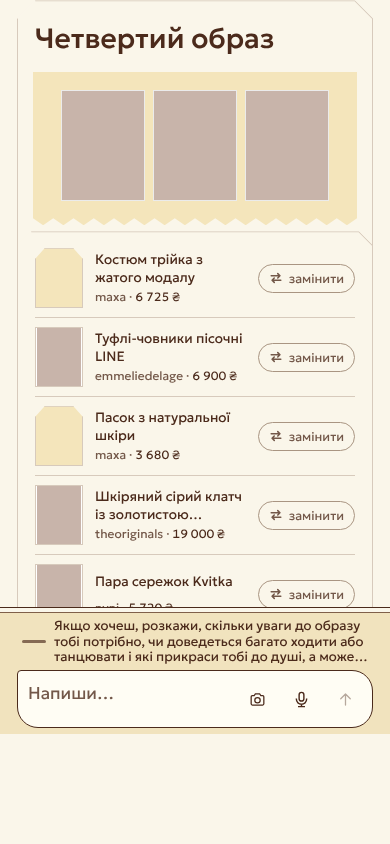 Четвертий образ
Костюм трійка з
жатого модалу
maxa · 6 725 ₴
замінити
Туфлі-човники пісочні
LINE
emmeliedelage · 6 900 ₴
замінити
Пасок з натуральної
шкіри
maxa · 3 680 ₴
замінити
Шкіряний сірий клатч
із золотистою…
theoriginals · 19 000 ₴
замінити
Пара сережок Kvitka
замінити
Якщо хочеш, розкажи, скільки уваги до образу
тобі потрібно, чи доведеться багато ходити або
танцювати і які прикраси тобі до душі, а може…
Напиши…